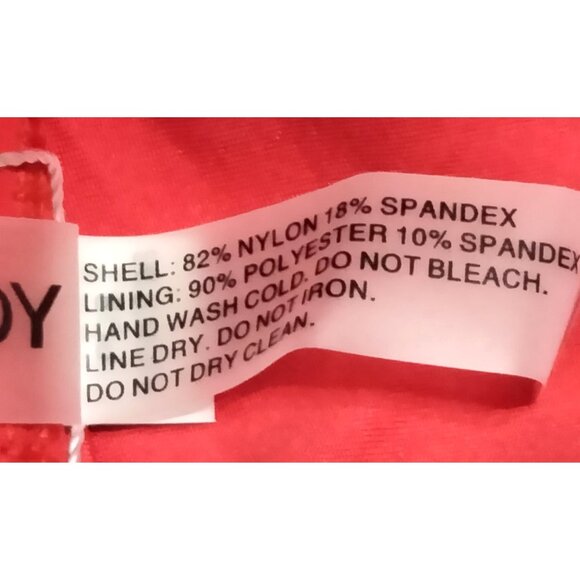 DY
SHELL: 82% NYLON 18% SPANDEX
LINING: 90% POLYESTER 10% SPANDEX
HAND WASH COLD. DO NOT BLEACH.
LINE DRY. DO NOT IRON.
DO NOT DRY CLEAN.